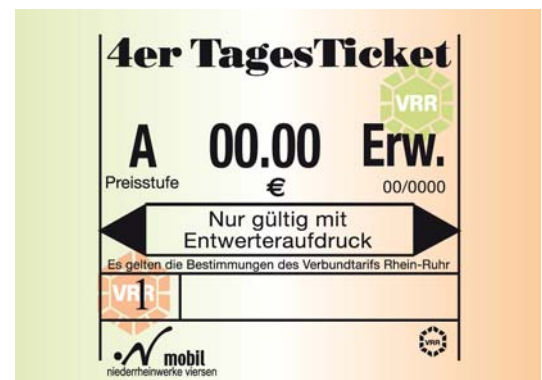 4er TagesTicket
VRR
A 00.00 Erw.
Preisstufe € 00/0000
Nur gültig mit
Entwerteraufdruck
Es gelten die Bestimmungen des Verbundtarifs Rhein-Ruhr
VRR
1
N mobil
niederrheinwerke viersen
VRR